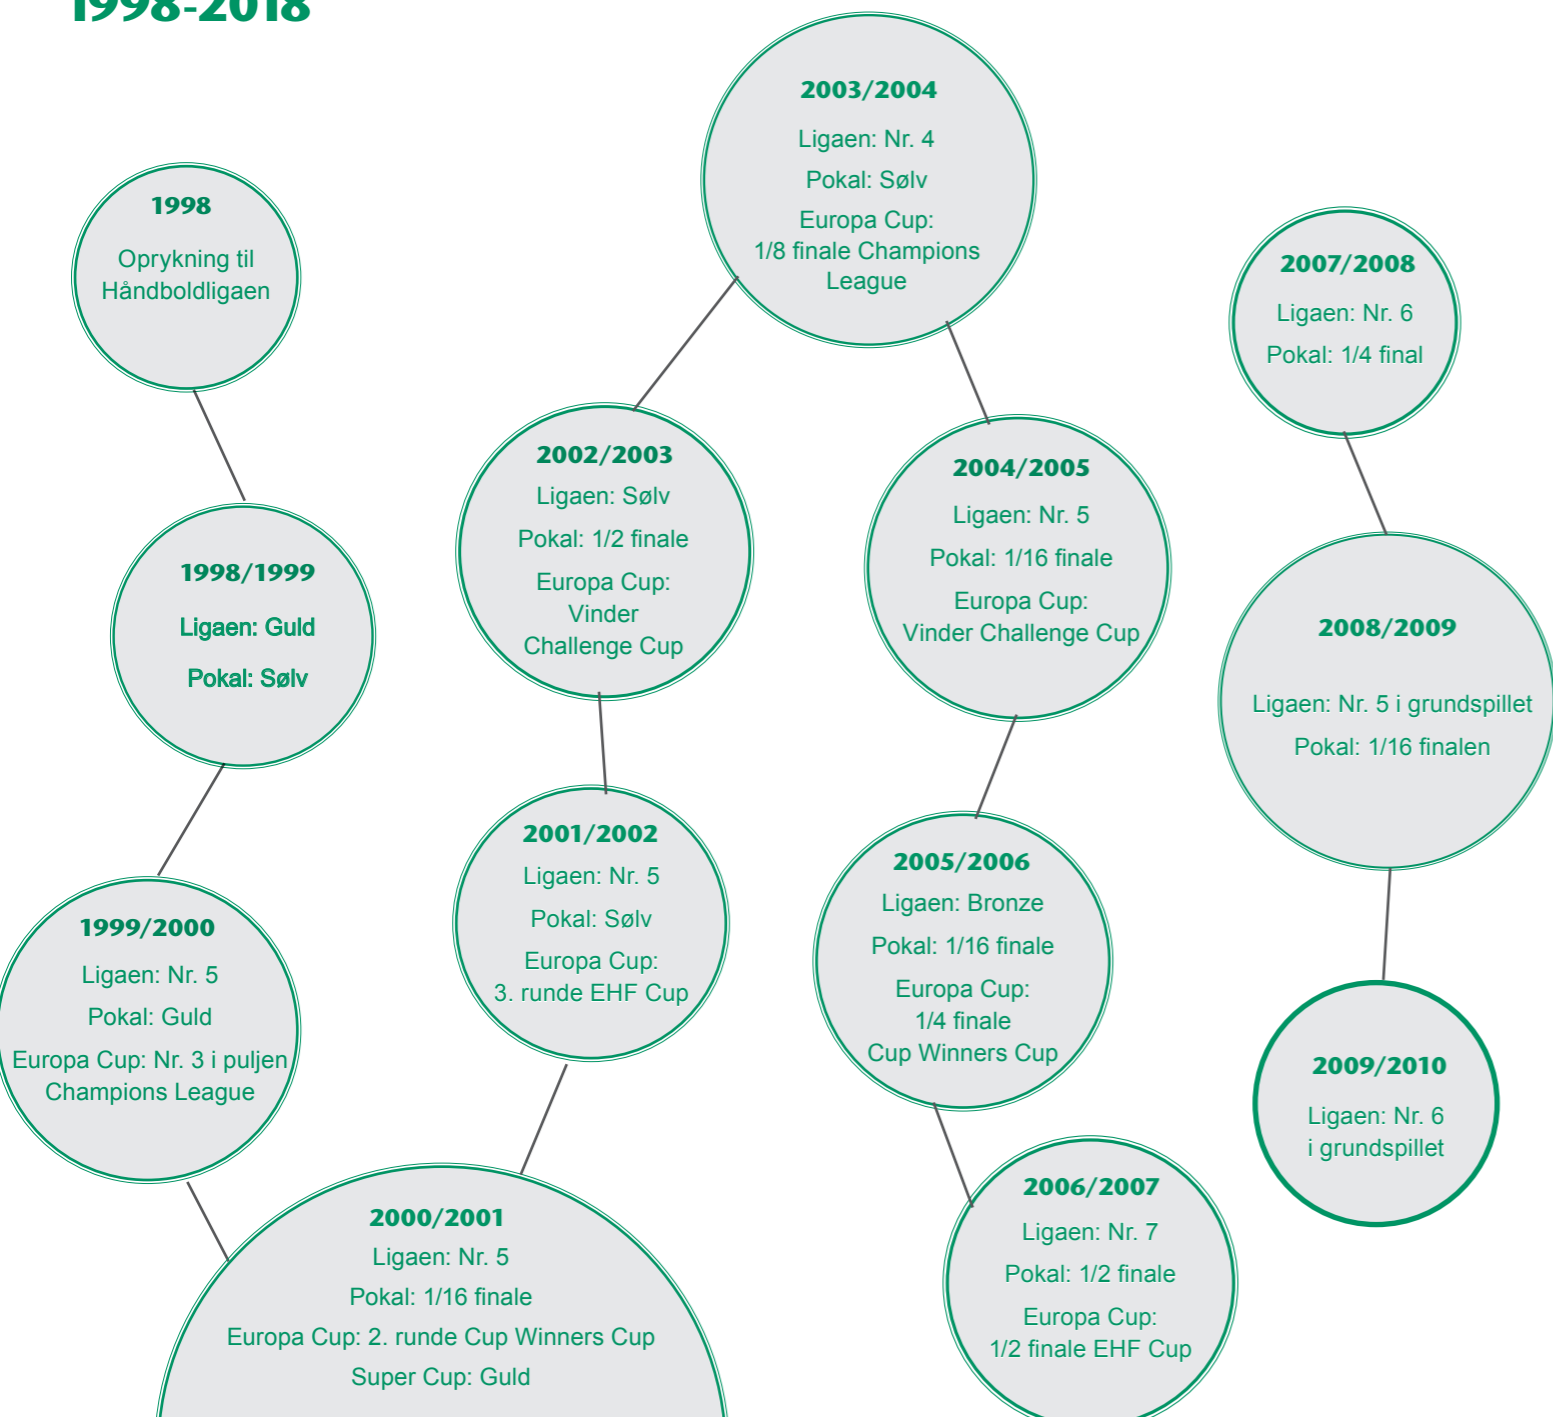 1998-2018
1998
Oprykning til
Håndboldligaen
1998/1999
Ligaen: Guld
Pokal: Sølv
1999/2000
Ligaen: Nr. 5
Pokal: Guld
Europa Cup: Nr. 3 i puljen
Champions League
2000/2001
Ligaen: Nr. 5
Pokal: 1/16 finale
Europa Cup: 2. runde Cup Winners Cup
Super Cup: Guld
2001/2002
Ligaen: Nr. 5
Pokal: Sølv
Europa Cup:
3. runde EHF Cup
2002/2003
Ligaen: Sølv
Pokal: 1/2 finale
Europa Cup:
Vinder
Challenge Cup
2003/2004
Ligaen: Nr. 4
Pokal: Sølv
Europa Cup:
1/8 finale Champions
League
2004/2005
Ligaen: Nr. 5
Pokal: 1/16 finale
Europa Cup:
Vinder Challenge Cup
2005/2006
Ligaen: Bronze
Pokal: 1/16 finale
Europa Cup:
1/4 finale
Cup Winners Cup
2006/2007
Ligaen: Nr. 7
Pokal: 1/2 finale
Europa Cup:
1/2 finale EHF Cup
2007/2008
Ligaen: Nr. 6
Pokal: 1/4 final
2008/2009
Ligaen: Nr. 5 i grundspillet
Pokal: 1/16 finalen
2009/2010
Ligaen: Nr. 6
i grundspillet